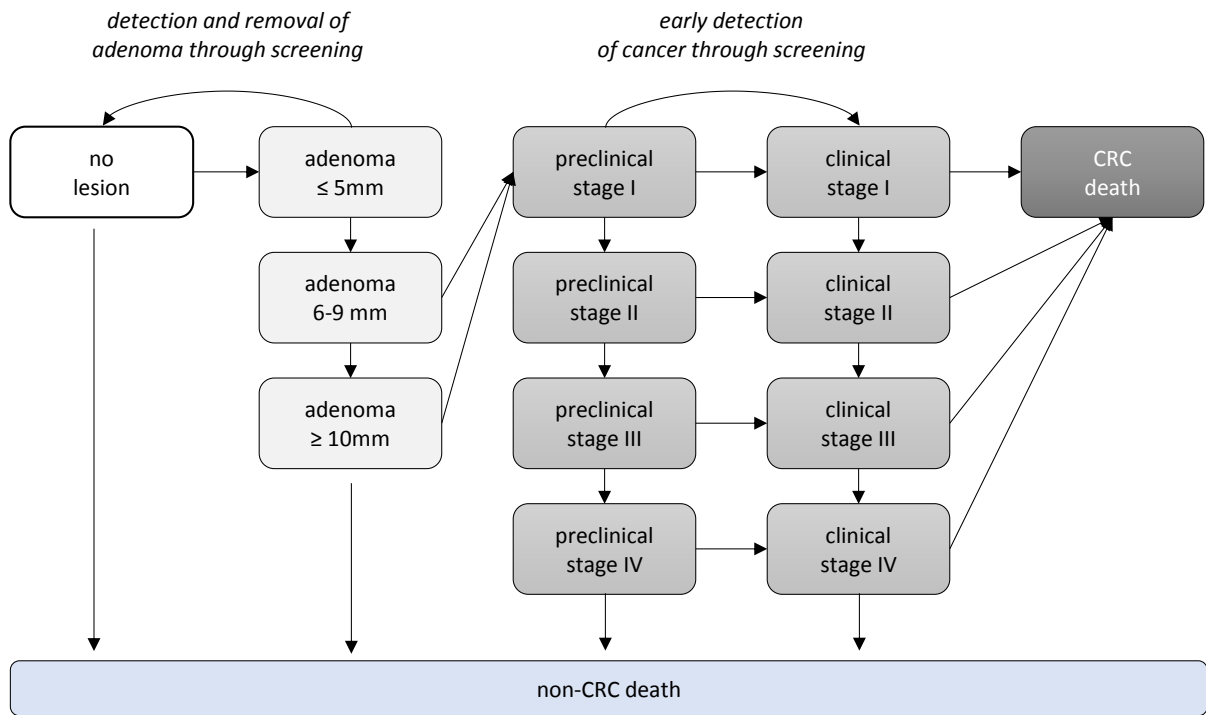 detection and removal of
adenoma through screening
early detection
of cancer through screening
no
lesion
adenoma
≤ 5mm
preclinical
stage I
clinical
stage I
CRC
death
adenoma
6-9 mm
preclinical
stage II
clinical
stage II
adenoma
≥ 10mm
preclinical
stage III
clinical
stage III
preclinical
stage IV
clinical
stage IV
non-CRC death